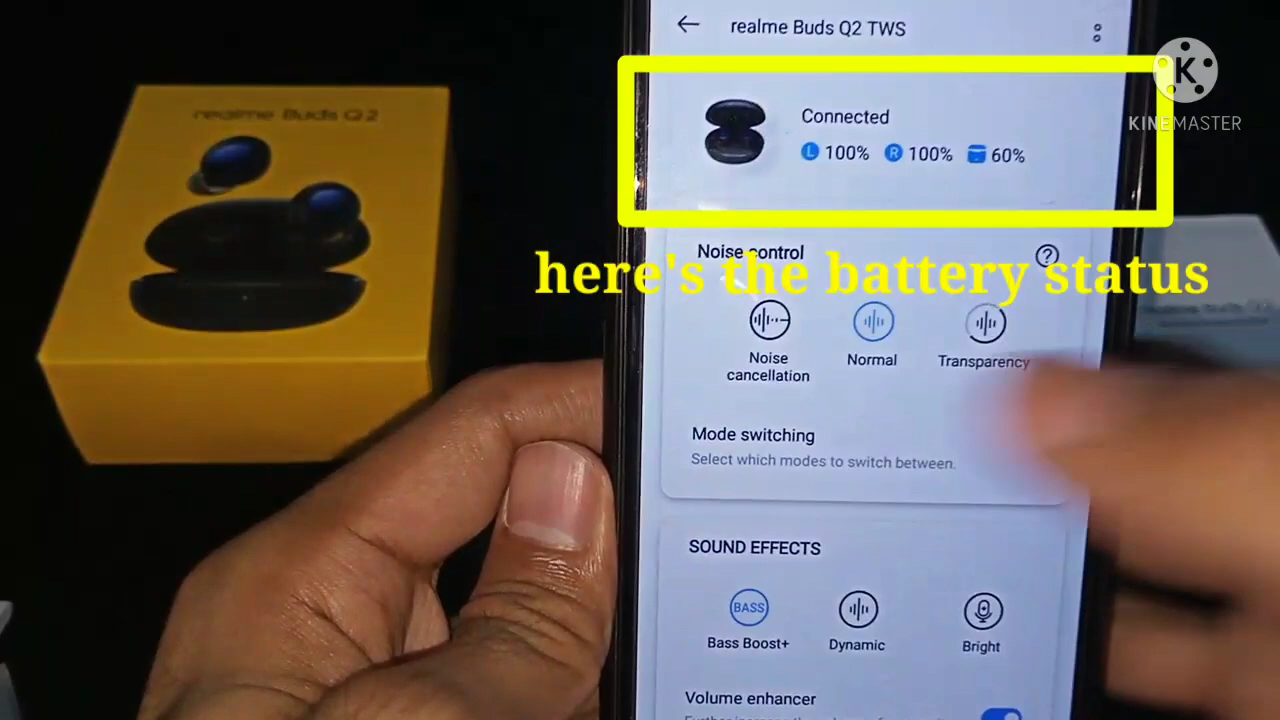 realme Buds Q2 TWS
realme Buds Q2
Connected
L 100% R 100% 60%
K
KINEMASTER
Noise control
?
here's the battery status
Noise cancellation
Normal
Transparency
Mode switching
Select which modes to switch between.
SOUND EFFECTS
BASS
Bass Boost+
Dynamic
Bright
Volume enhancer